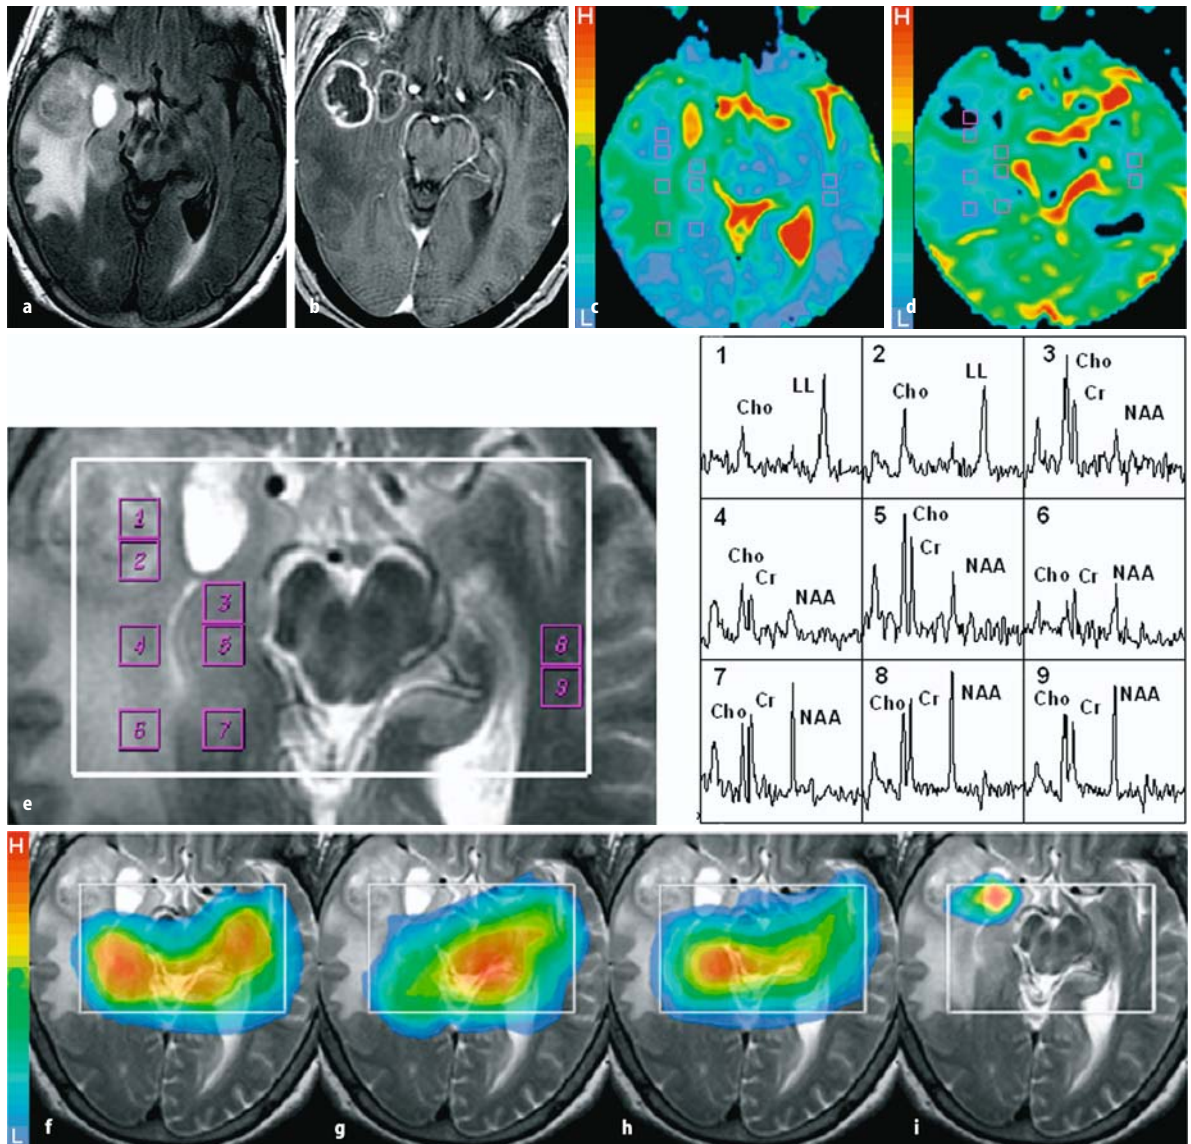 a
b
H
c
L
H
d
L
1 Cho LL
2 Cho LL
3 Cho Cr NAA
4 Cho Cr NAA
5 Cho Cr NAA
6 Cho Cr NAA
7 Cho Cr NAA
8 Cho Cr NAA
9 Cho Cr NAA
1
2
3
4
5
8
9
6
7
e
H
L
f
g
h
i